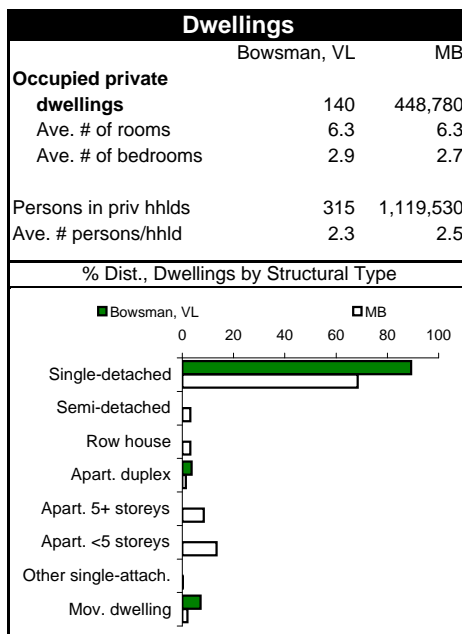 Dwellings
Bowsman, VL MB
Occupied private
dwellings 140 448,780
Ave. # of rooms 6.3 6.3
Ave. # of bedrooms 2.9 2.7
Persons in priv hhlds 315 1,119,530
Ave. # persons/hhld 2.3 2.5
% Dist., Dwellings by Structural Type
Bowsman, VL MB
0 20 40 60 80 100
Single-detached
Semi-detached
Row house
Apart. duplex
Apart. 5+ storeys
Apart. <5 storeys
Other single-attach.
Mov. dwelling